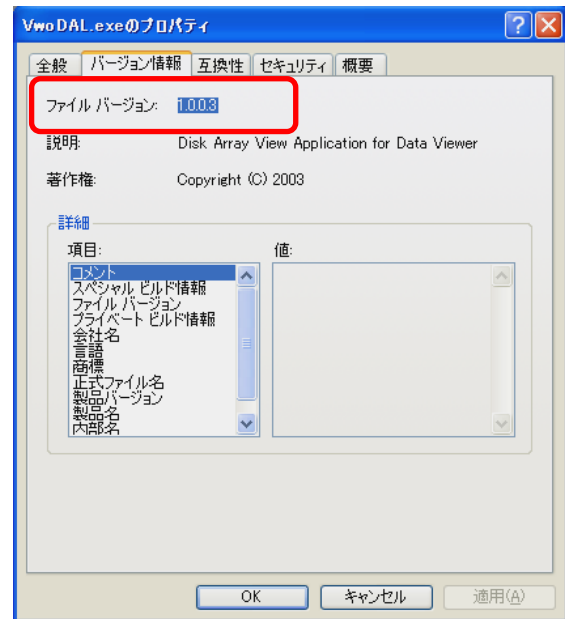 VwoDAL.exeのプロパティ
全般 バージョン情報 互換性 セキュリティ 概要
ファイル バージョン: 1.0.0.3
説明: Disk Array View Application for Data Viewer
著作権: Copyright (C) 2003
詳細
項目: 値:
コメント
スペシャル ビルド情報
ファイル バージョン
プライベート ビルド情報
会社名
言語
商標
正式ファイル名
製品バージョン
製品名
内部名
OK キャンセル 適用(A)